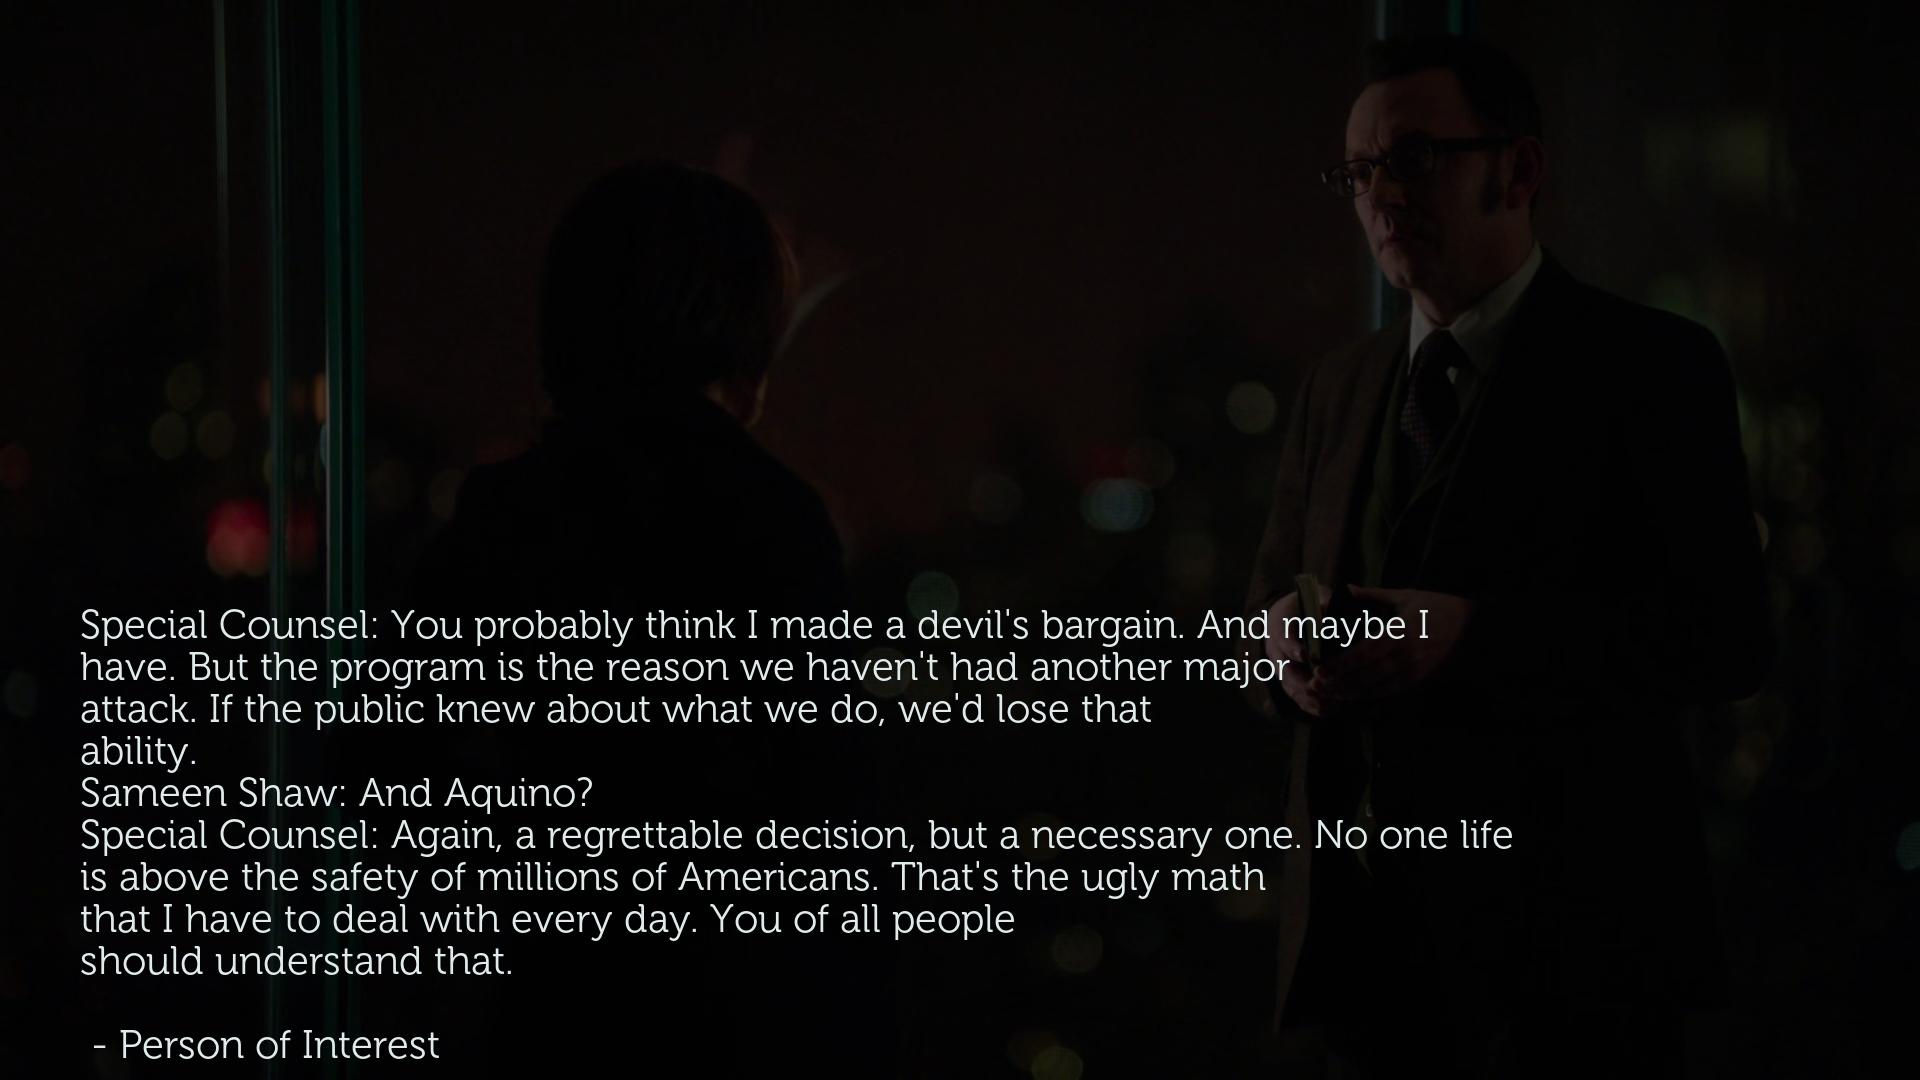 Special Counsel: You probably think I made a devil's bargain. And maybe I
have. But the program is the reason we haven't had another major
attack. If the public knew about what we do, we'd lose that
ability.
Sameen Shaw: And Aquino?
Special Counsel: Again, a regrettable decision, but a necessary one. No one life
is above the safety of millions of Americans. That's the ugly math
that I have to deal with every day. You of all people
should understand that.
- Person of Interest